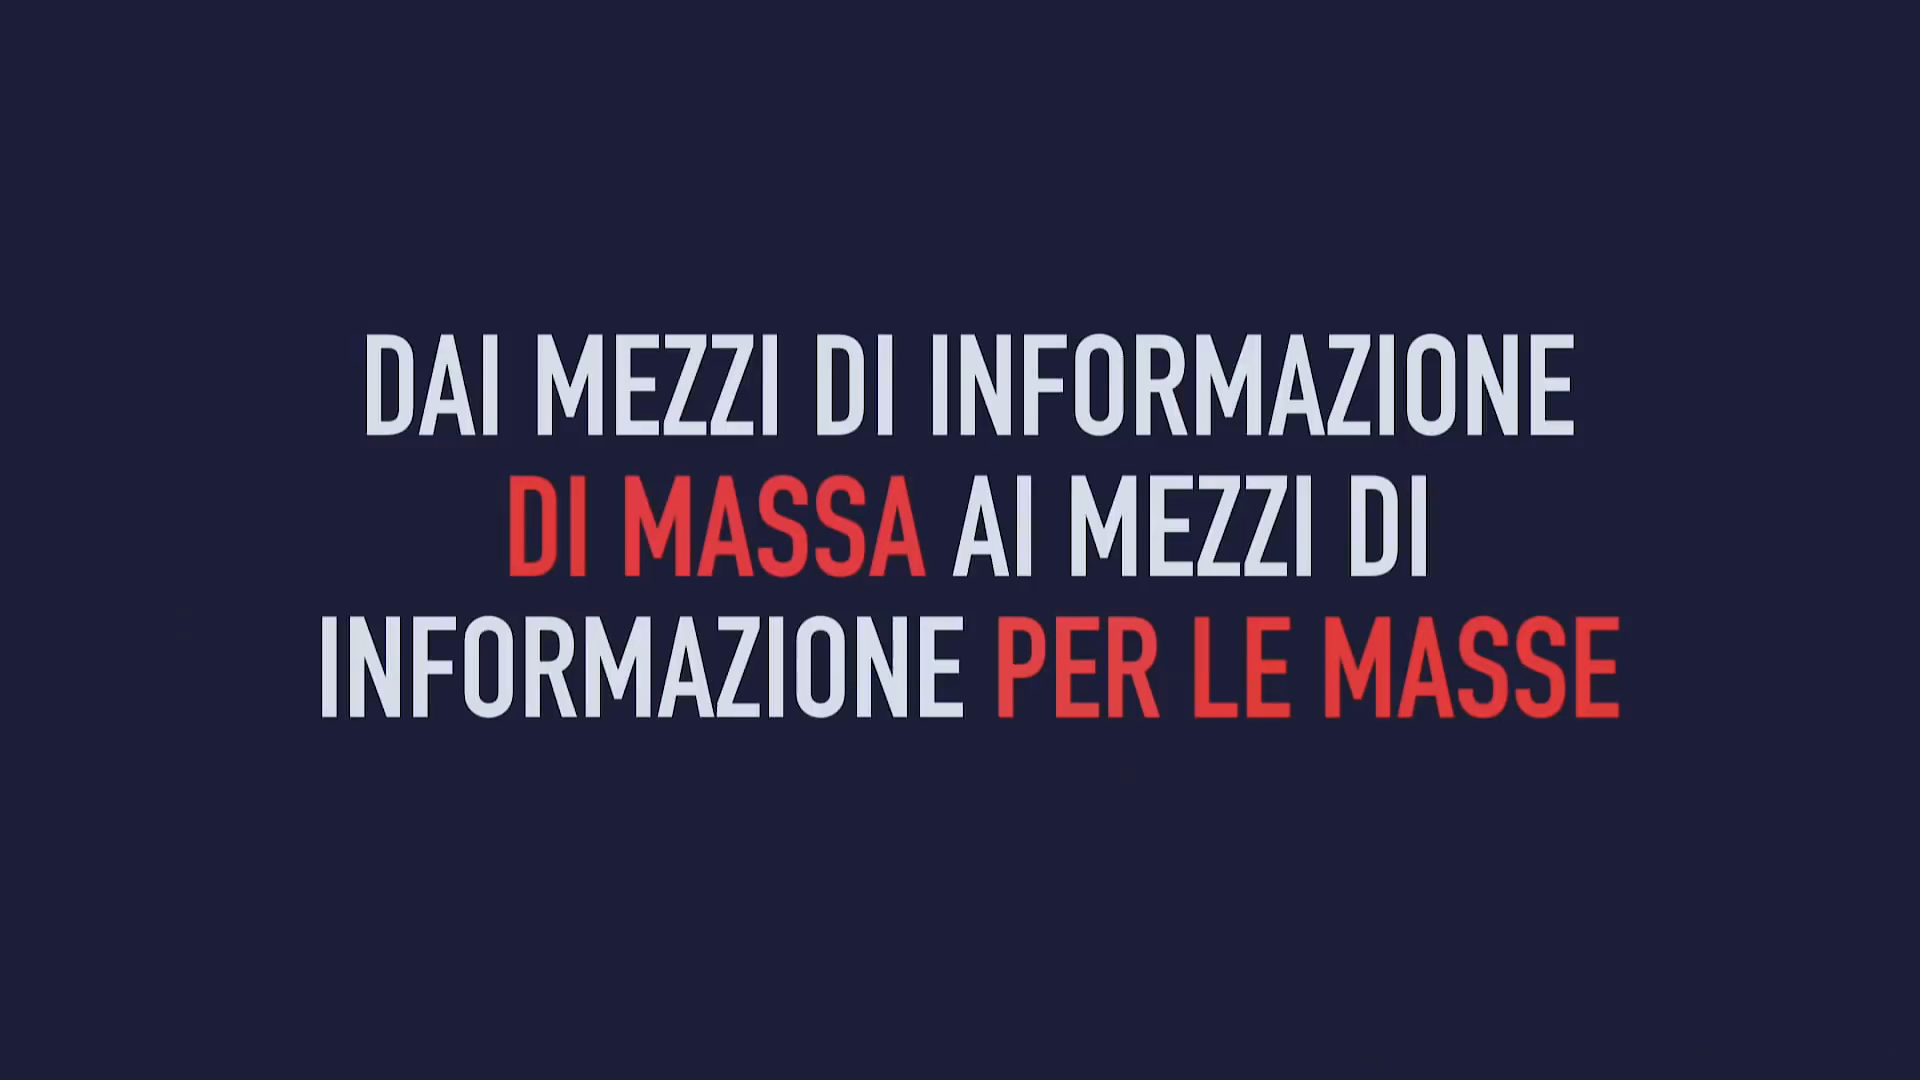 DAI MEZZI DI INFORMAZIONE
DI MASSA AI MEZZI DI
INFORMAZIONE PER LE MASSE